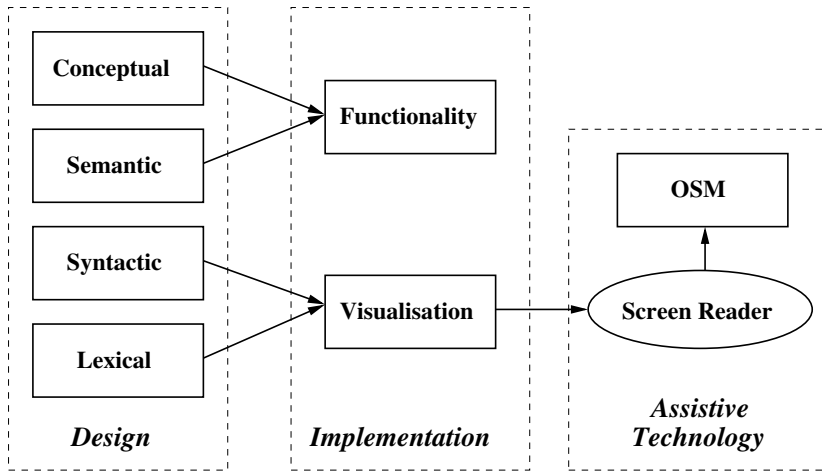 Conceptual
Semantic
Syntactic
Lexical
Design
Functionality
Visualisation
Implementation
OSM
Screen Reader
Assistive
Technology